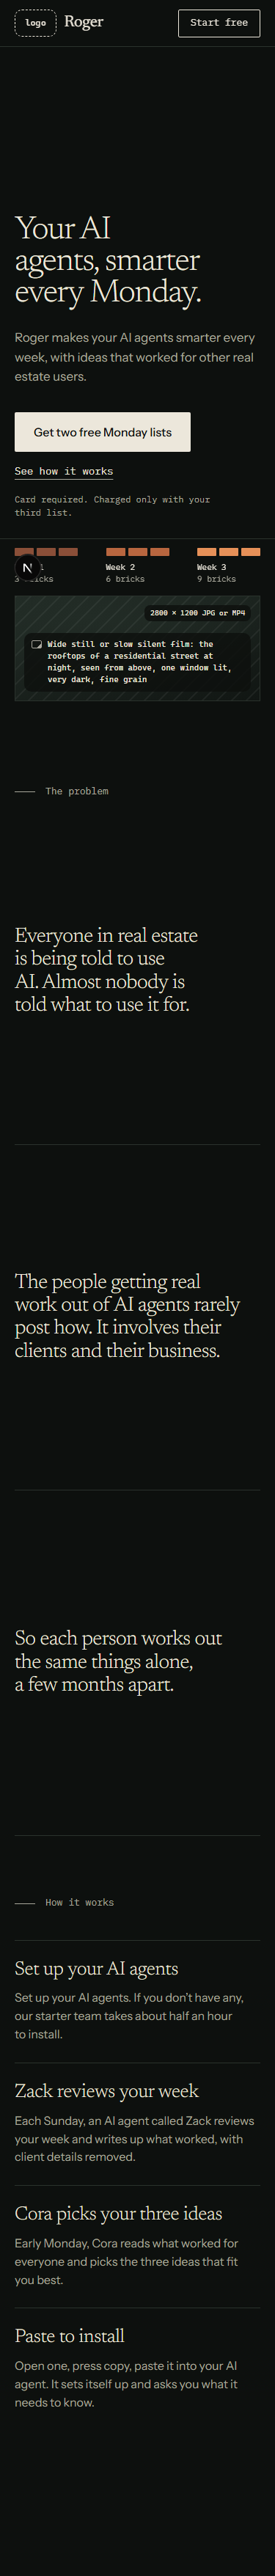 logo
Roger
Start free
Your AI
agents, smarter
every Monday.
Roger makes your AI agents smarter every
week, with ideas that worked for other real
estate users.
Get two free Monday lists
See how it works
Card required. Charged only with your
third list.
N
Week 2
Week 3
6 bricks
9 bricks
2800 × 1200 JPG or MP4
Wide still or slow silent film: the
rooftops of a residential street at
night, seen from above, one window lit,
very dark, fine grain
The problem
Everyone in real estate
is being told to use
AI. Almost nobody is
told what to use it for.
The people getting real
work out of AI agents rarely
post how. It involves their
clients and their business.
So each person works out
the same things alone,
a few months apart.
How it works
Set up your AI agents
Set up your AI agents. If you don't have any,
our starter team takes about half an hour
to install.
Zack reviews your week
Each Sunday, an AI agent called Zack reviews
your week and writes up what worked, with
client details removed.
Cora picks your three ideas
Early Monday, Cora reads what worked for
everyone and picks the three ideas that fit
you best.
Paste to install
Open one, press copy, paste it into your AI
agent. It sets itself up and asks you what it
needs to know.